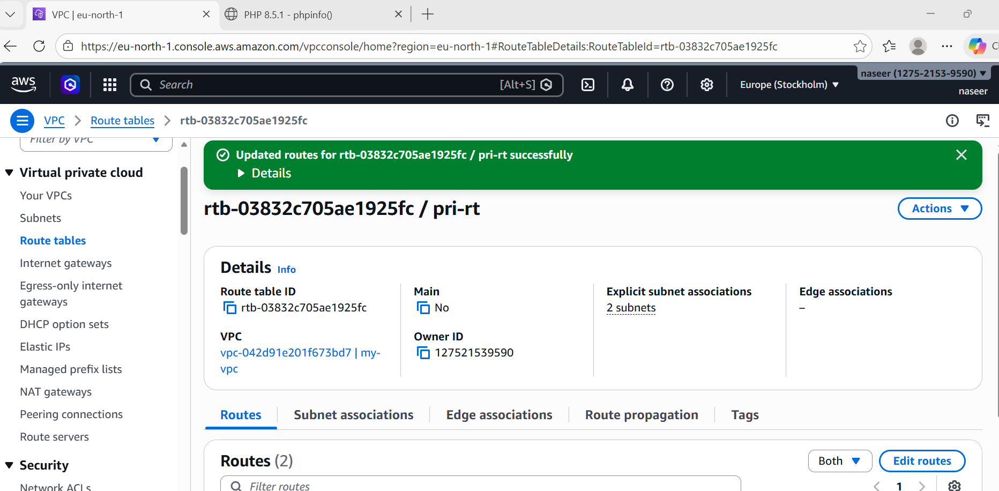 VPC | eu-north-1
PHP 8.5.1 - phpinfo()
https://eu-north-1.console.aws.amazon.com/vpcconsole/home?region=eu-north-1#RouteTableDetails:RouteTableId=rtb-03832c705ae1925fc
aws
Search
[Alt+S]
Europe (Stockholm)
naseer (1275-2153-9590)
naseer
VPC
Route tables
rtb-03832c705ae1925fc
Filter by VPC
Virtual private cloud
Your VPCs
Subnets
Route tables
Internet gateways
Egress-only internet
gateways
DHCP option sets
Elastic IPs
Managed prefix lists
NAT gateways
Peering connections
Route servers
Security
Network ACLs
Updated routes for rtb-03832c705ae1925fc / pri-rt successfully
Details
rtb-03832c705ae1925fc / pri-rt
Actions
Details Info
Route table ID
rtb-03832c705ae1925fc
Main
No
Explicit subnet associations
2 subnets
Edge associations
–
VPC
vpc-042d91e201f673bd7 | my-
vpc
Owner ID
127521539590
Routes
Subnet associations
Edge associations
Route propagation
Tags
Routes (2)
Both
Edit routes
Filter routes
1